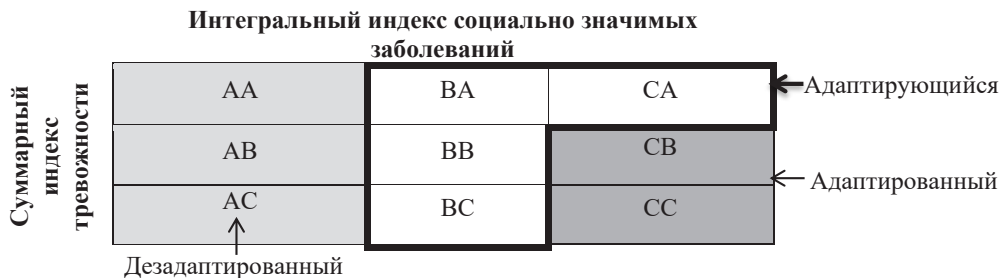 Интегральный индекс социально значимых
заболеваний
Суммарный
индекс
тревожности
AA BA CA
Адаптирующийся
AB BB CB
Адаптированный
AC BC CC
Дезадаптированный